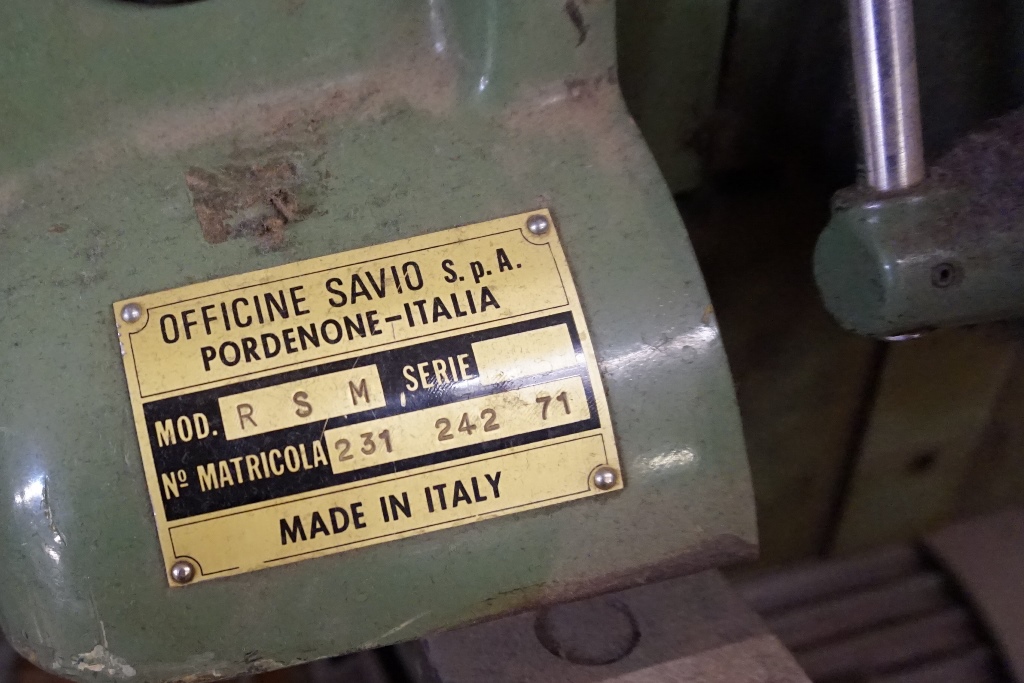 OFFICINE SAVIO S.p.A.
PORDENONE-ITALIA
MOD. R S M SERIE
Nº MATRICOLA 231 242 71
MADE IN ITALY